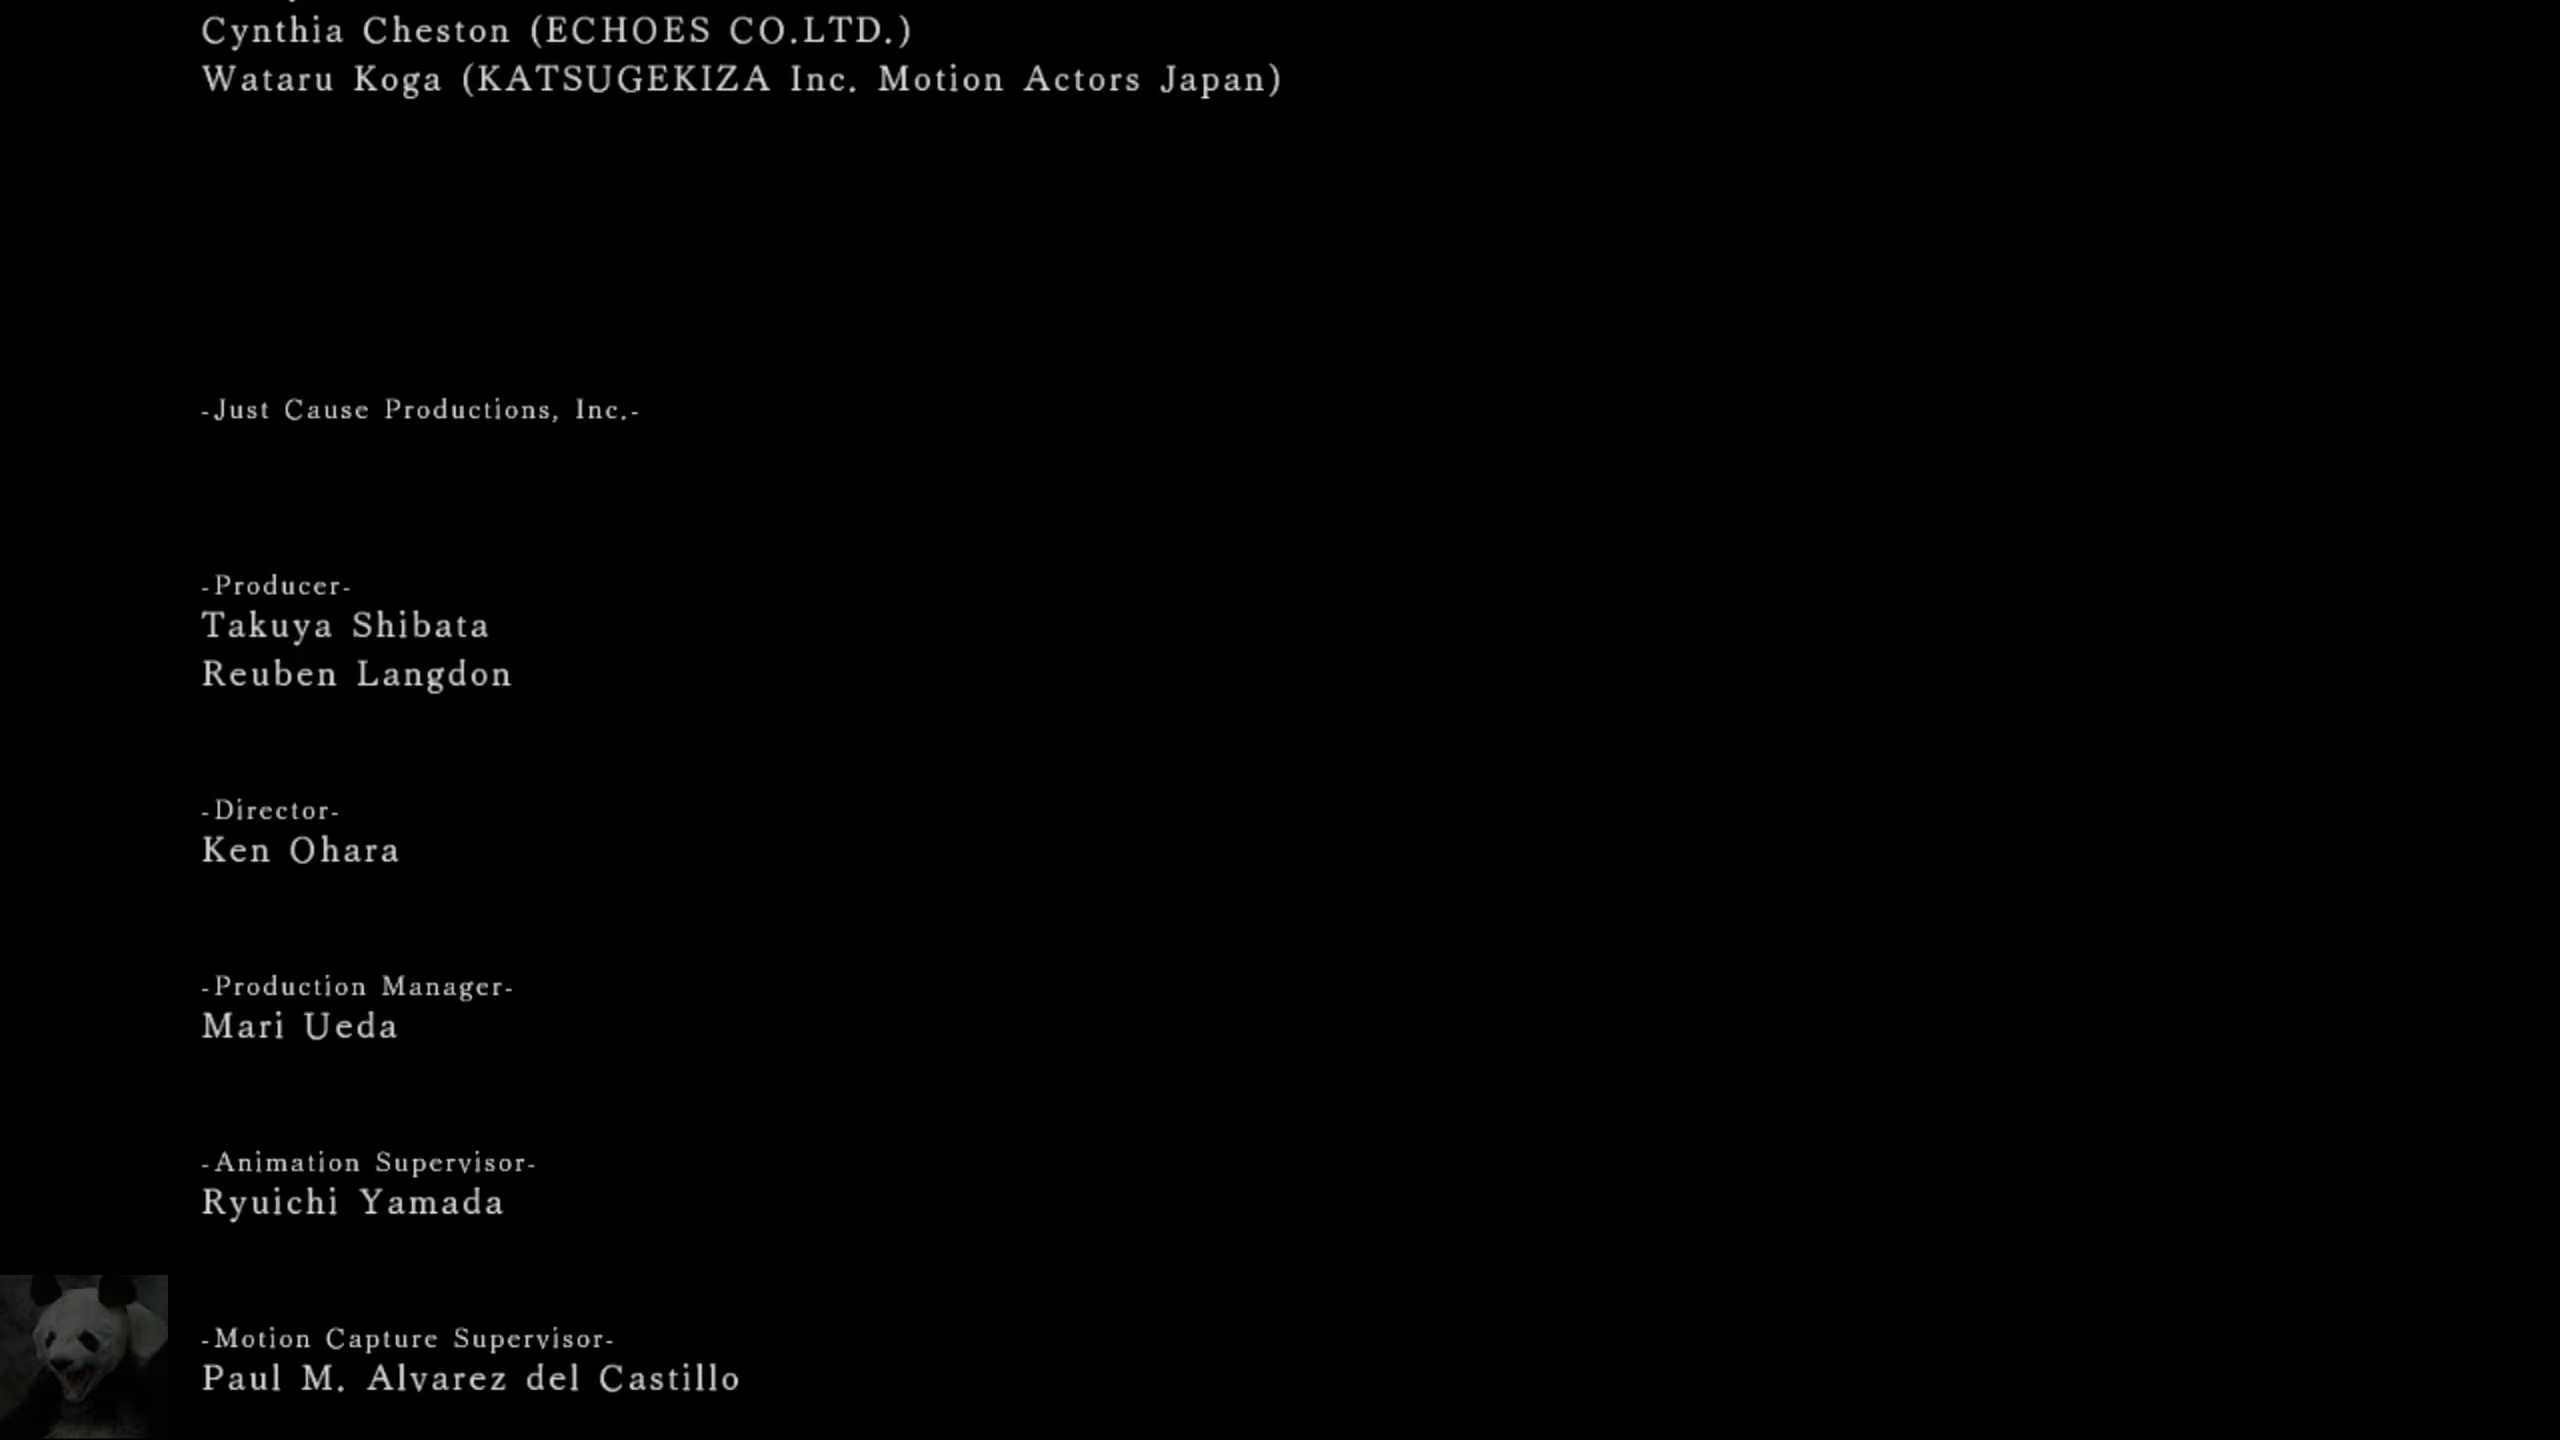 Cynthia Cheston (ECHOES CO.LTD.)
Wataru Koga (KATSUGEKIZA Inc. Motion Actors Japan)
-Just Cause Productions, Inc.-
-Producer-
Takuya Shibata
Reuben Langdon
-Director-
Ken Ohara
-Production Manager-
Mari Ueda
-Animation Supervisor-
Ryuichi Yamada
-Motion Capture Supervisor-
Paul M. Alvarez del Castillo